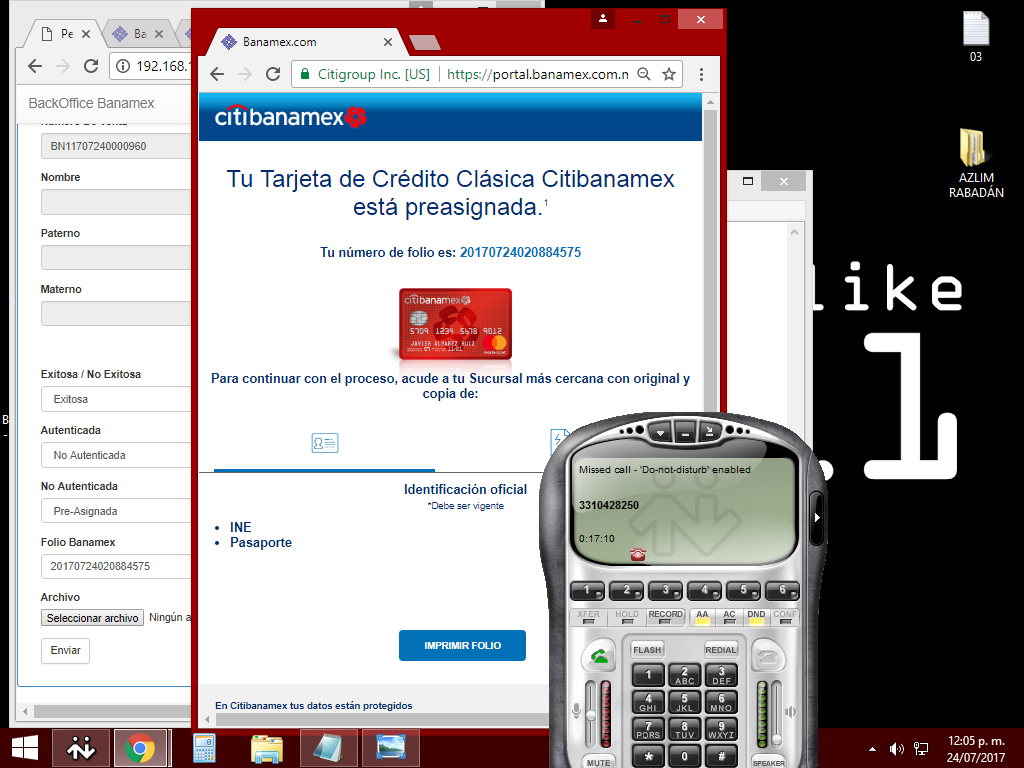 Pe
Ba
192.168.1
BackOffice Banamex
BN11707240000960
Nombre
Paterno
Materno
Exitosa / No Exitosa
Exitosa
Autenticada
No Autenticada
No Autenticada
Pre-Asignada
Folio Banamex
20170724020884575
Archivo
Seleccionar archivo Ningún a
Enviar
Banamex.com
Citigroup Inc. [US] https://portal.banamex.com.m
citibanamex
Tu Tarjeta de Crédito Clásica Citibanamex
está preasignada.1
Tu número de folio es: 20170724020884575
citibanamex
5709 1234 5678 9012
JAVIER ALVAREZ RUIZ
mastercard
Para continuar con el proceso, acude a tu Sucursal más cercana con original y
copia de:
Identificación oficial
*Debe ser vigente
INE
Pasaporte
IMPRIMIR FOLIO
En Citibanamex tus datos están protegidos
03
AZLIM
RABADÁN
like
1
Missed call - 'Do-not-disturb' enabled
3310428250
0:17:10
1 2 3 4 5 6
XFER HOLD RECORD AA AC DND CONF
FLASH REDIAL
1 2 ABC 3 DEF
4 GHI 5 JKL 6 MNO
7 PQRS 8 TUV 9 WXYZ
* 0 #
MUTE SPEAKER
12:05 p. m.
24/07/2017